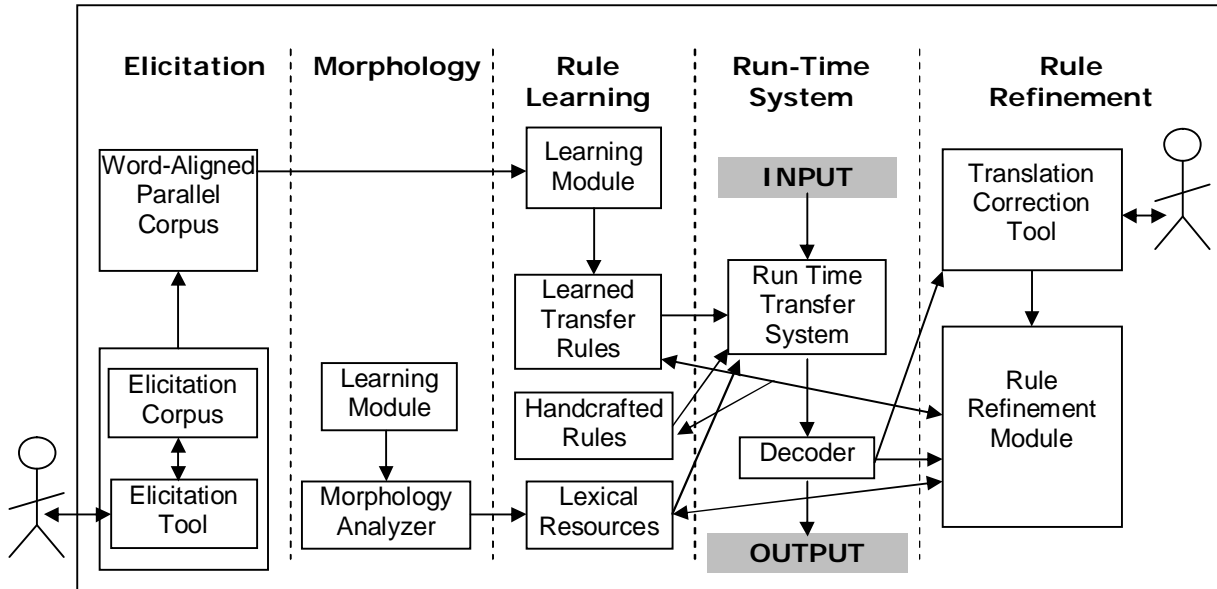 Elicitation
Word-Aligned
Parallel
Corpus
Elicitation
Corpus
Elicitation
Tool
Morphology
Learning
Module
Morphology
Analyzer
Rule
Learning
Learning
Module
Learned
Transfer
Rules
Handcrafted
Rules
Lexical
Resources
Run-Time
System
INPUT
Run Time
Transfer
System
Decoder
OUTPUT
Rule
Refinement
Translation
Correction
Tool
Rule
Refinement
Module